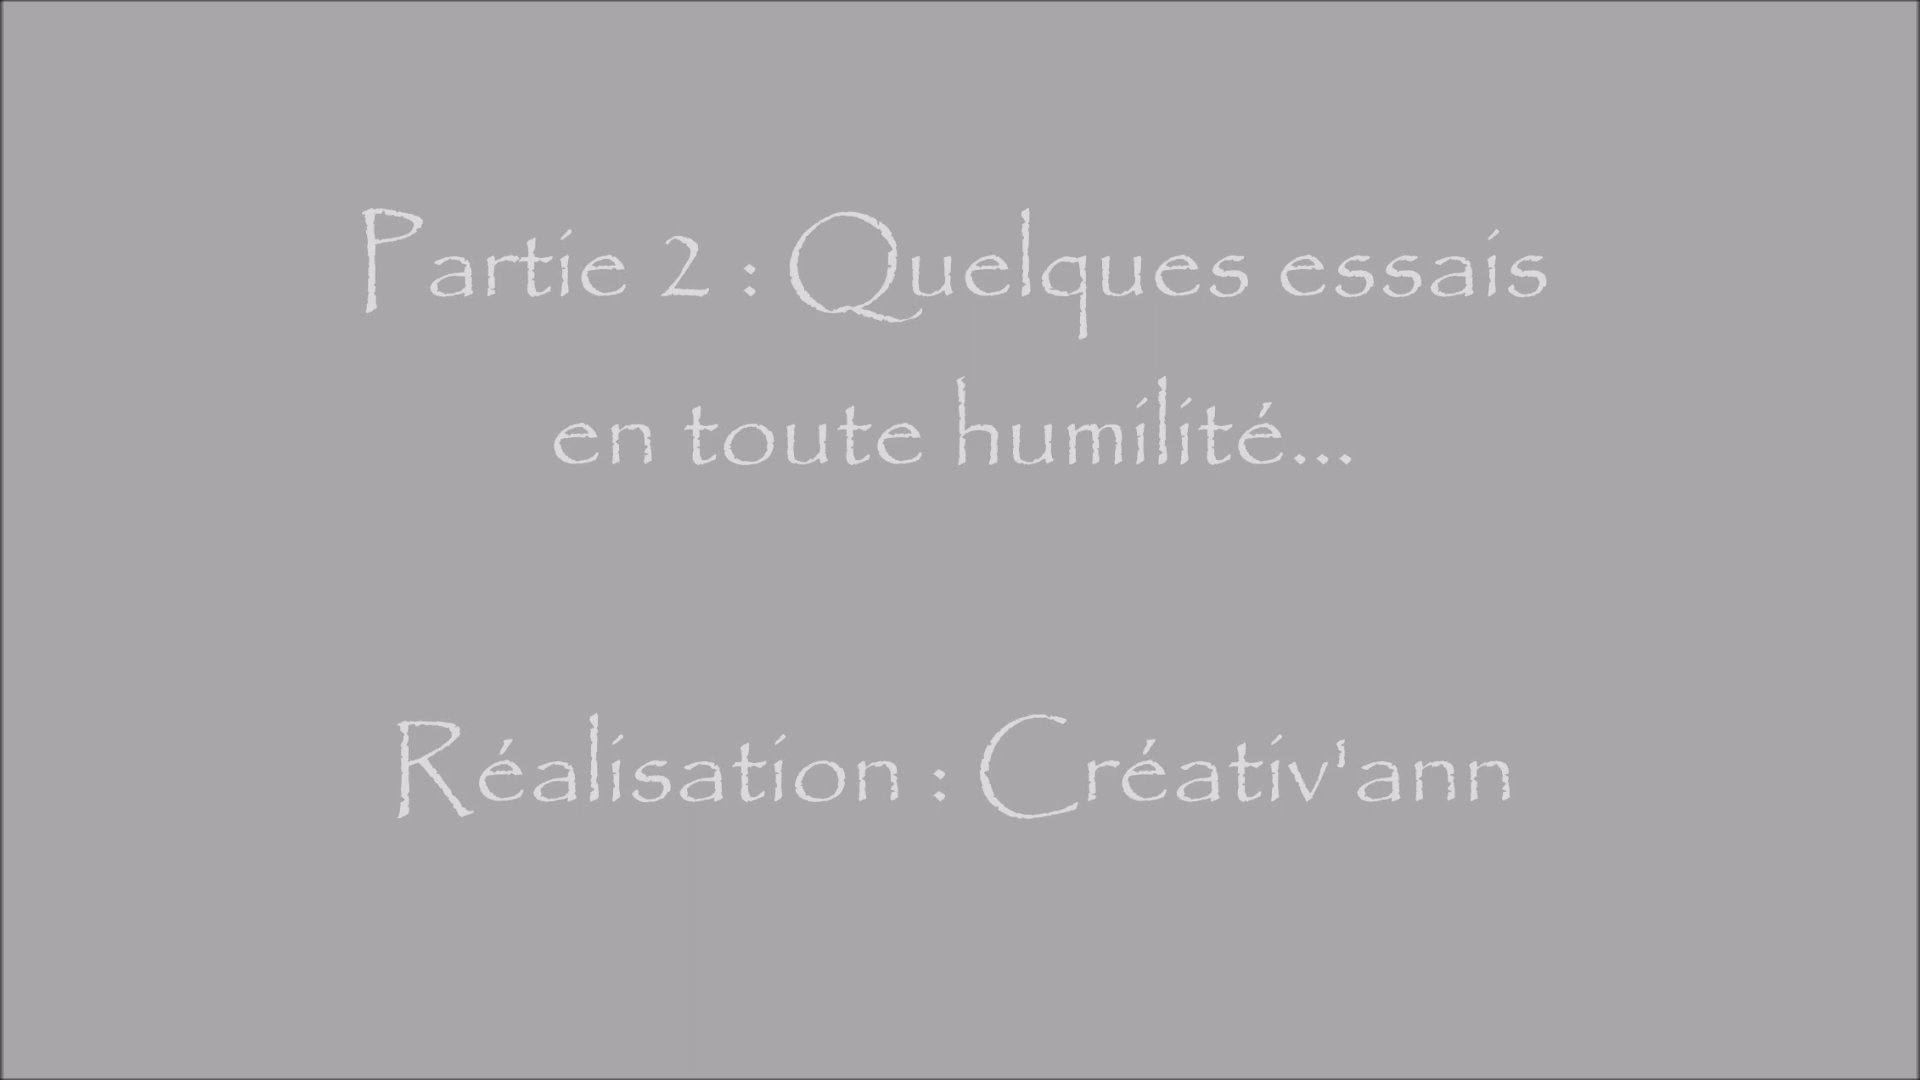 Partie 2 : Quelques essais
en toute humilité...
Réalisation : Créativ'ann